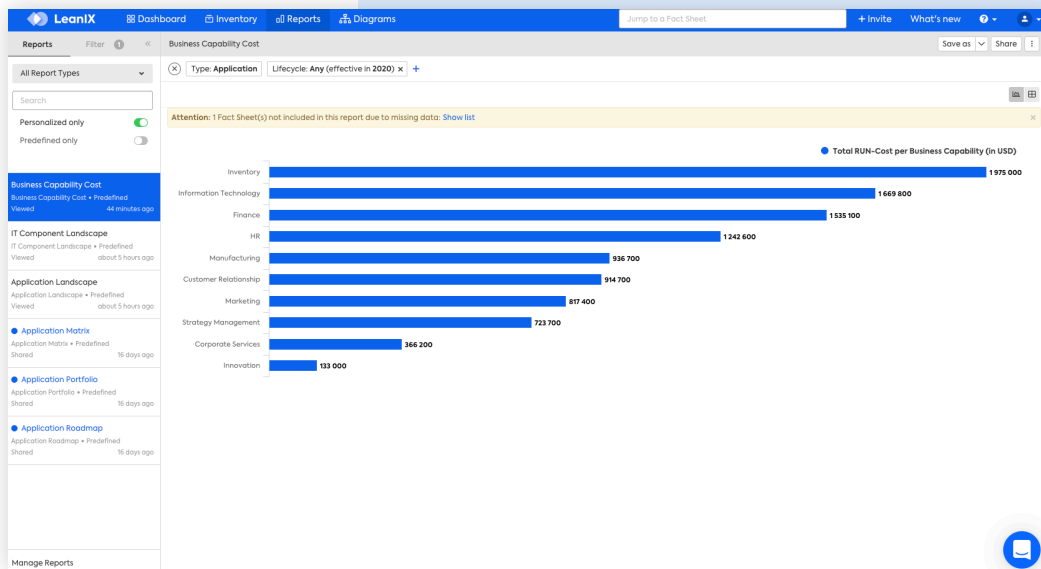 LeanIX
Dashboard
Inventory
Reports
Diagrams
Jump to a Fact Sheet
+ Invite
What's new
Reports
Filter 1
Business Capability Cost
Save as
Share
All Report Types
Type: Application
Lifecycle: Any (effective in 2020) ×
+
Search
Personalized only
Predefined only
Attention: 1 Fact Sheet(s) not included in this report due to missing data: Show list
Business Capability Cost
Business Capability Cost • Predefined
Viewed 44 minutes ago
IT Component Landscape
IT Component Landscape • Predefined
Viewed about 5 hours ago
Application Landscape
Application Landscape • Predefined
Viewed about 5 hours ago
Application Matrix
Application Matrix • Predefined
Shared 16 days ago
Application Portfolio
Application Portfolio • Predefined
Shared 16 days ago
Application Roadmap
Application Roadmap • Predefined
Shared 16 days ago
Manage Reports
Total RUN-Cost per Business Capability (in USD)
Inventory 1 975 000
Information Technology 1 669 800
Finance 1 535 100
HR 1 242 600
Manufacturing 936 700
Customer Relationship 914 700
Marketing 817 400
Strategy Management 723 700
Corporate Services 366 200
Innovation 133 000